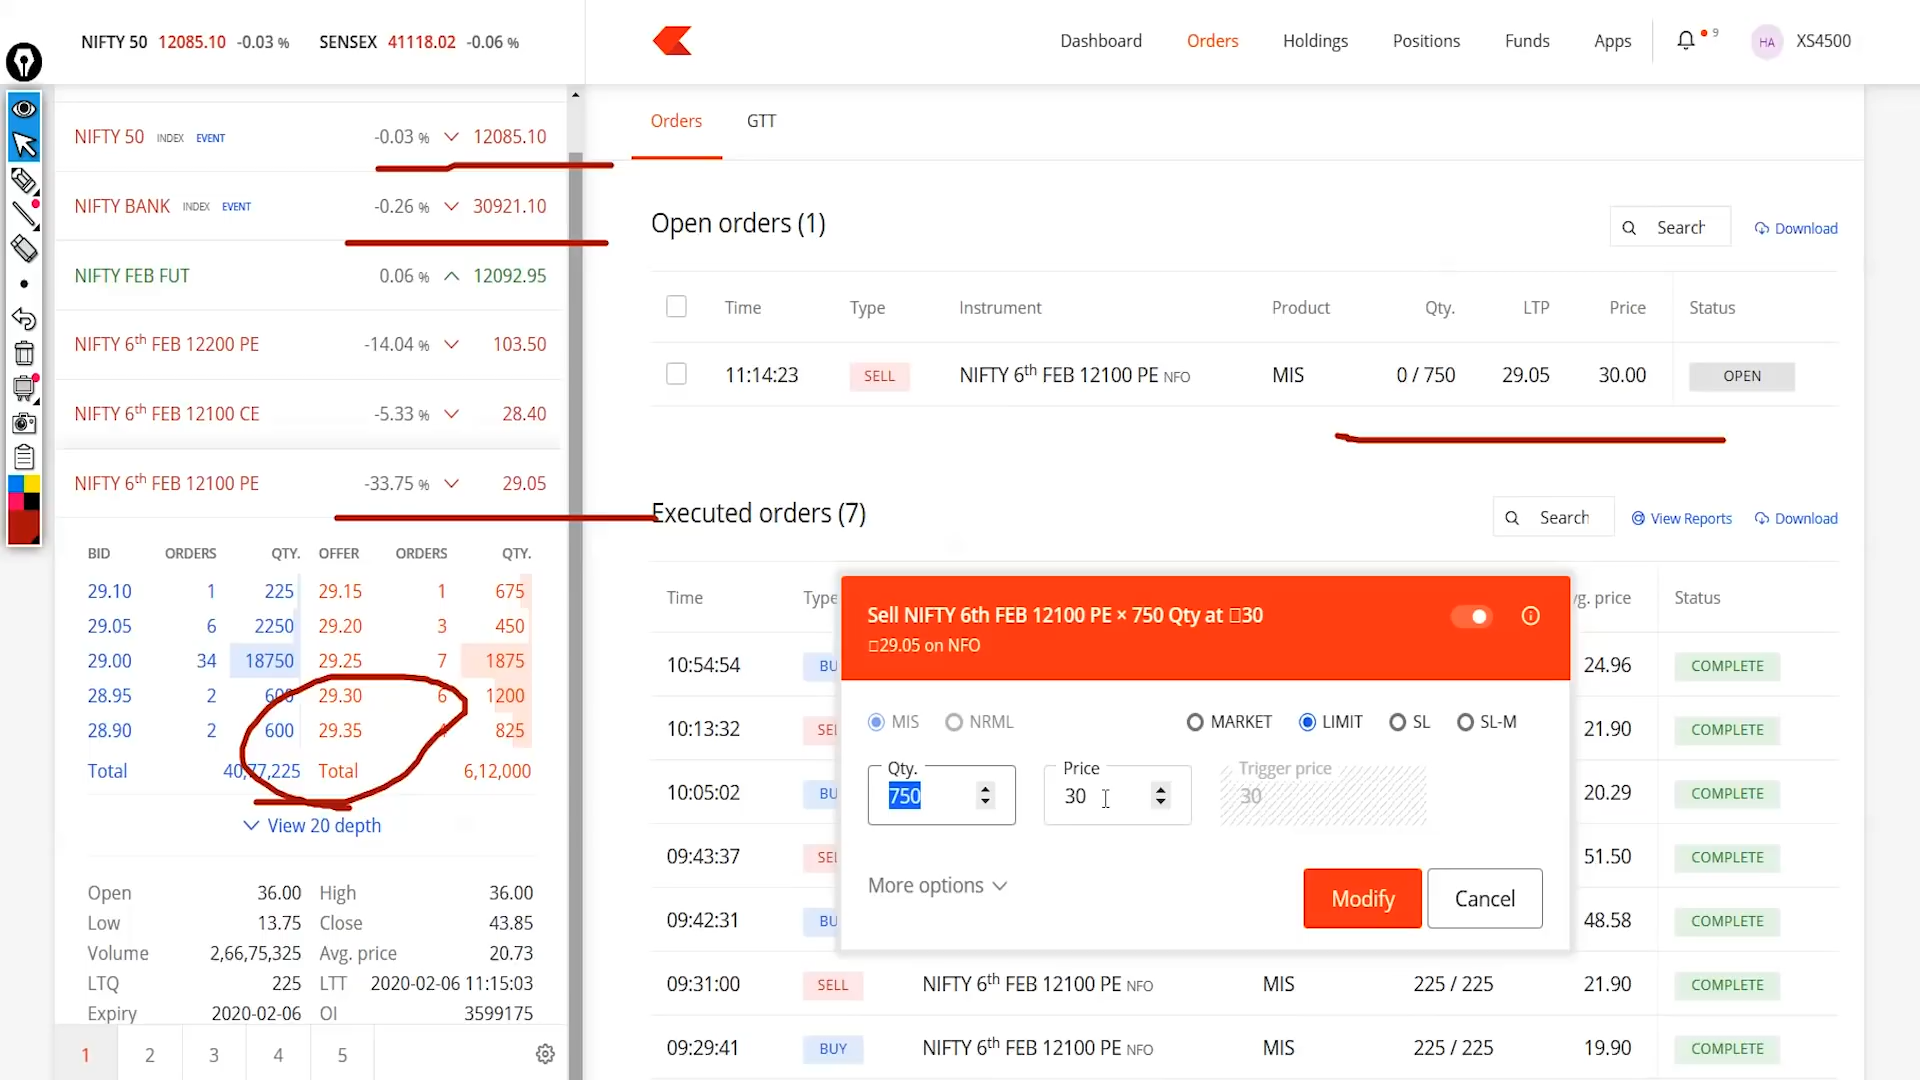 NIFTY 50 12085.10 -0.03 % SENSEX 41118.02 -0.06 %
Dashboard Orders Holdings Positions Funds Apps 9 HA XS4500
NIFTY 50 INDEX EVENT -0.03 % 12085.10
NIFTY BANK INDEX EVENT -0.26 % 30921.10
NIFTY FEB FUT 0.06 % 12092.95
NIFTY 6th FEB 12200 PE -14.04 % 103.50
NIFTY 6th FEB 12100 CE -5.33 % 28.40
NIFTY 6th FEB 12100 PE -33.75 % 29.05
BID ORDERS QTY. OFFER ORDERS QTY.
29.10 1 225 29.15 1 675
29.05 6 2250 29.20 3 450
29.00 34 18750 29.25 7 1875
28.95 2 600 29.30 6 1200
28.90 2 600 29.35 4 825
Total 40,77,225 Total 6,12,000
View 20 depth
Open 36.00 High 36.00
Low 13.75 Close 43.85
Volume 2,66,75,325 Avg. price 20.73
LTQ 225 LTT 2020-02-06 11:15:03
Expiry 2020-02-06 OI 3599175
1 2 3 4 5
Orders GTT
Open orders (1) Search Download
Time Type Instrument Product Qty. LTP Price Status
11:14:23 SELL NIFTY 6th FEB 12100 PE NFO MIS 0 / 750 29.05 30.00 OPEN
Executed orders (7) Search View Reports Download
Time Type vg. price Status
10:54:54 BU 24.96 COMPLETE
10:13:32 SEL 21.90 COMPLETE
10:05:02 BU 20.29 COMPLETE
09:43:37 SEL 51.50 COMPLETE
09:42:31 BU 48.58 COMPLETE
09:31:00 SELL NIFTY 6th FEB 12100 PE NFO MIS 225 / 225 21.90 COMPLETE
09:29:41 BUY NIFTY 6th FEB 12100 PE NFO MIS 225 / 225 19.90 COMPLETE
Sell NIFTY 6th FEB 12100 PE × 750 Qty at □30
□29.05 on NFO
MIS NRML MARKET LIMIT SL SL-M
Qty. Price Trigger price
750 30 30
More options Modify Cancel